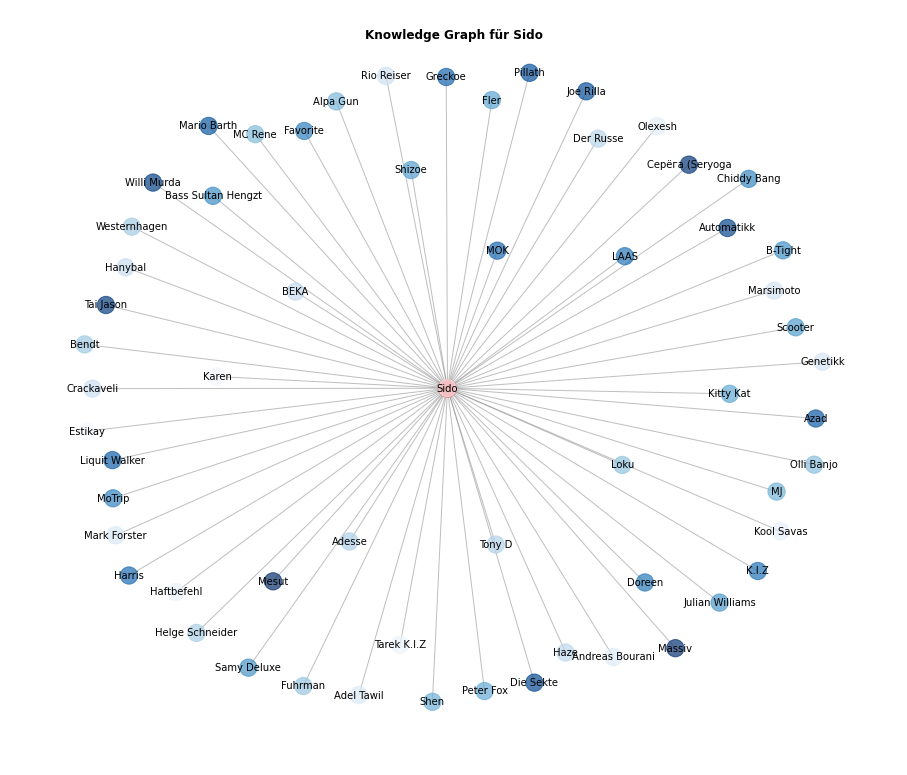 Knowledge Graph für Sido
Rio Reiser
Greckoe
Pillath
Alpa Gun
Fler
Joe Rilla
Mario Barth
MC Rene
Favorite
Olexesh
Der Russe
Shizoe
Серёга (Seryoga
Chiddy Bang
Willi Murda
Bass Sultan Hengzt
Westernhagen
Automatikk
MOK
LAAS
B-Tight
Hanybal
BEKA
Marsimoto
Tai Jason
Scooter
Bendt
Genetikk
Karen
Crackaveli
Sido
Kitty Kat
Azad
Estikay
Liquit Walker
Loku
Olli Banjo
MoTrip
MJ
Mark Forster
Kool Savas
Adesse
Tony D
Harris
K.I.Z
Haftbefehl
Mesut
Doreen
Julian Williams
Helge Schneider
Tarek K.I.Z
Massiv
Haze
Andreas Bourani
Samy Deluxe
Fuhrman
Adel Tawil
Shen
Peter Fox
Die Sekte